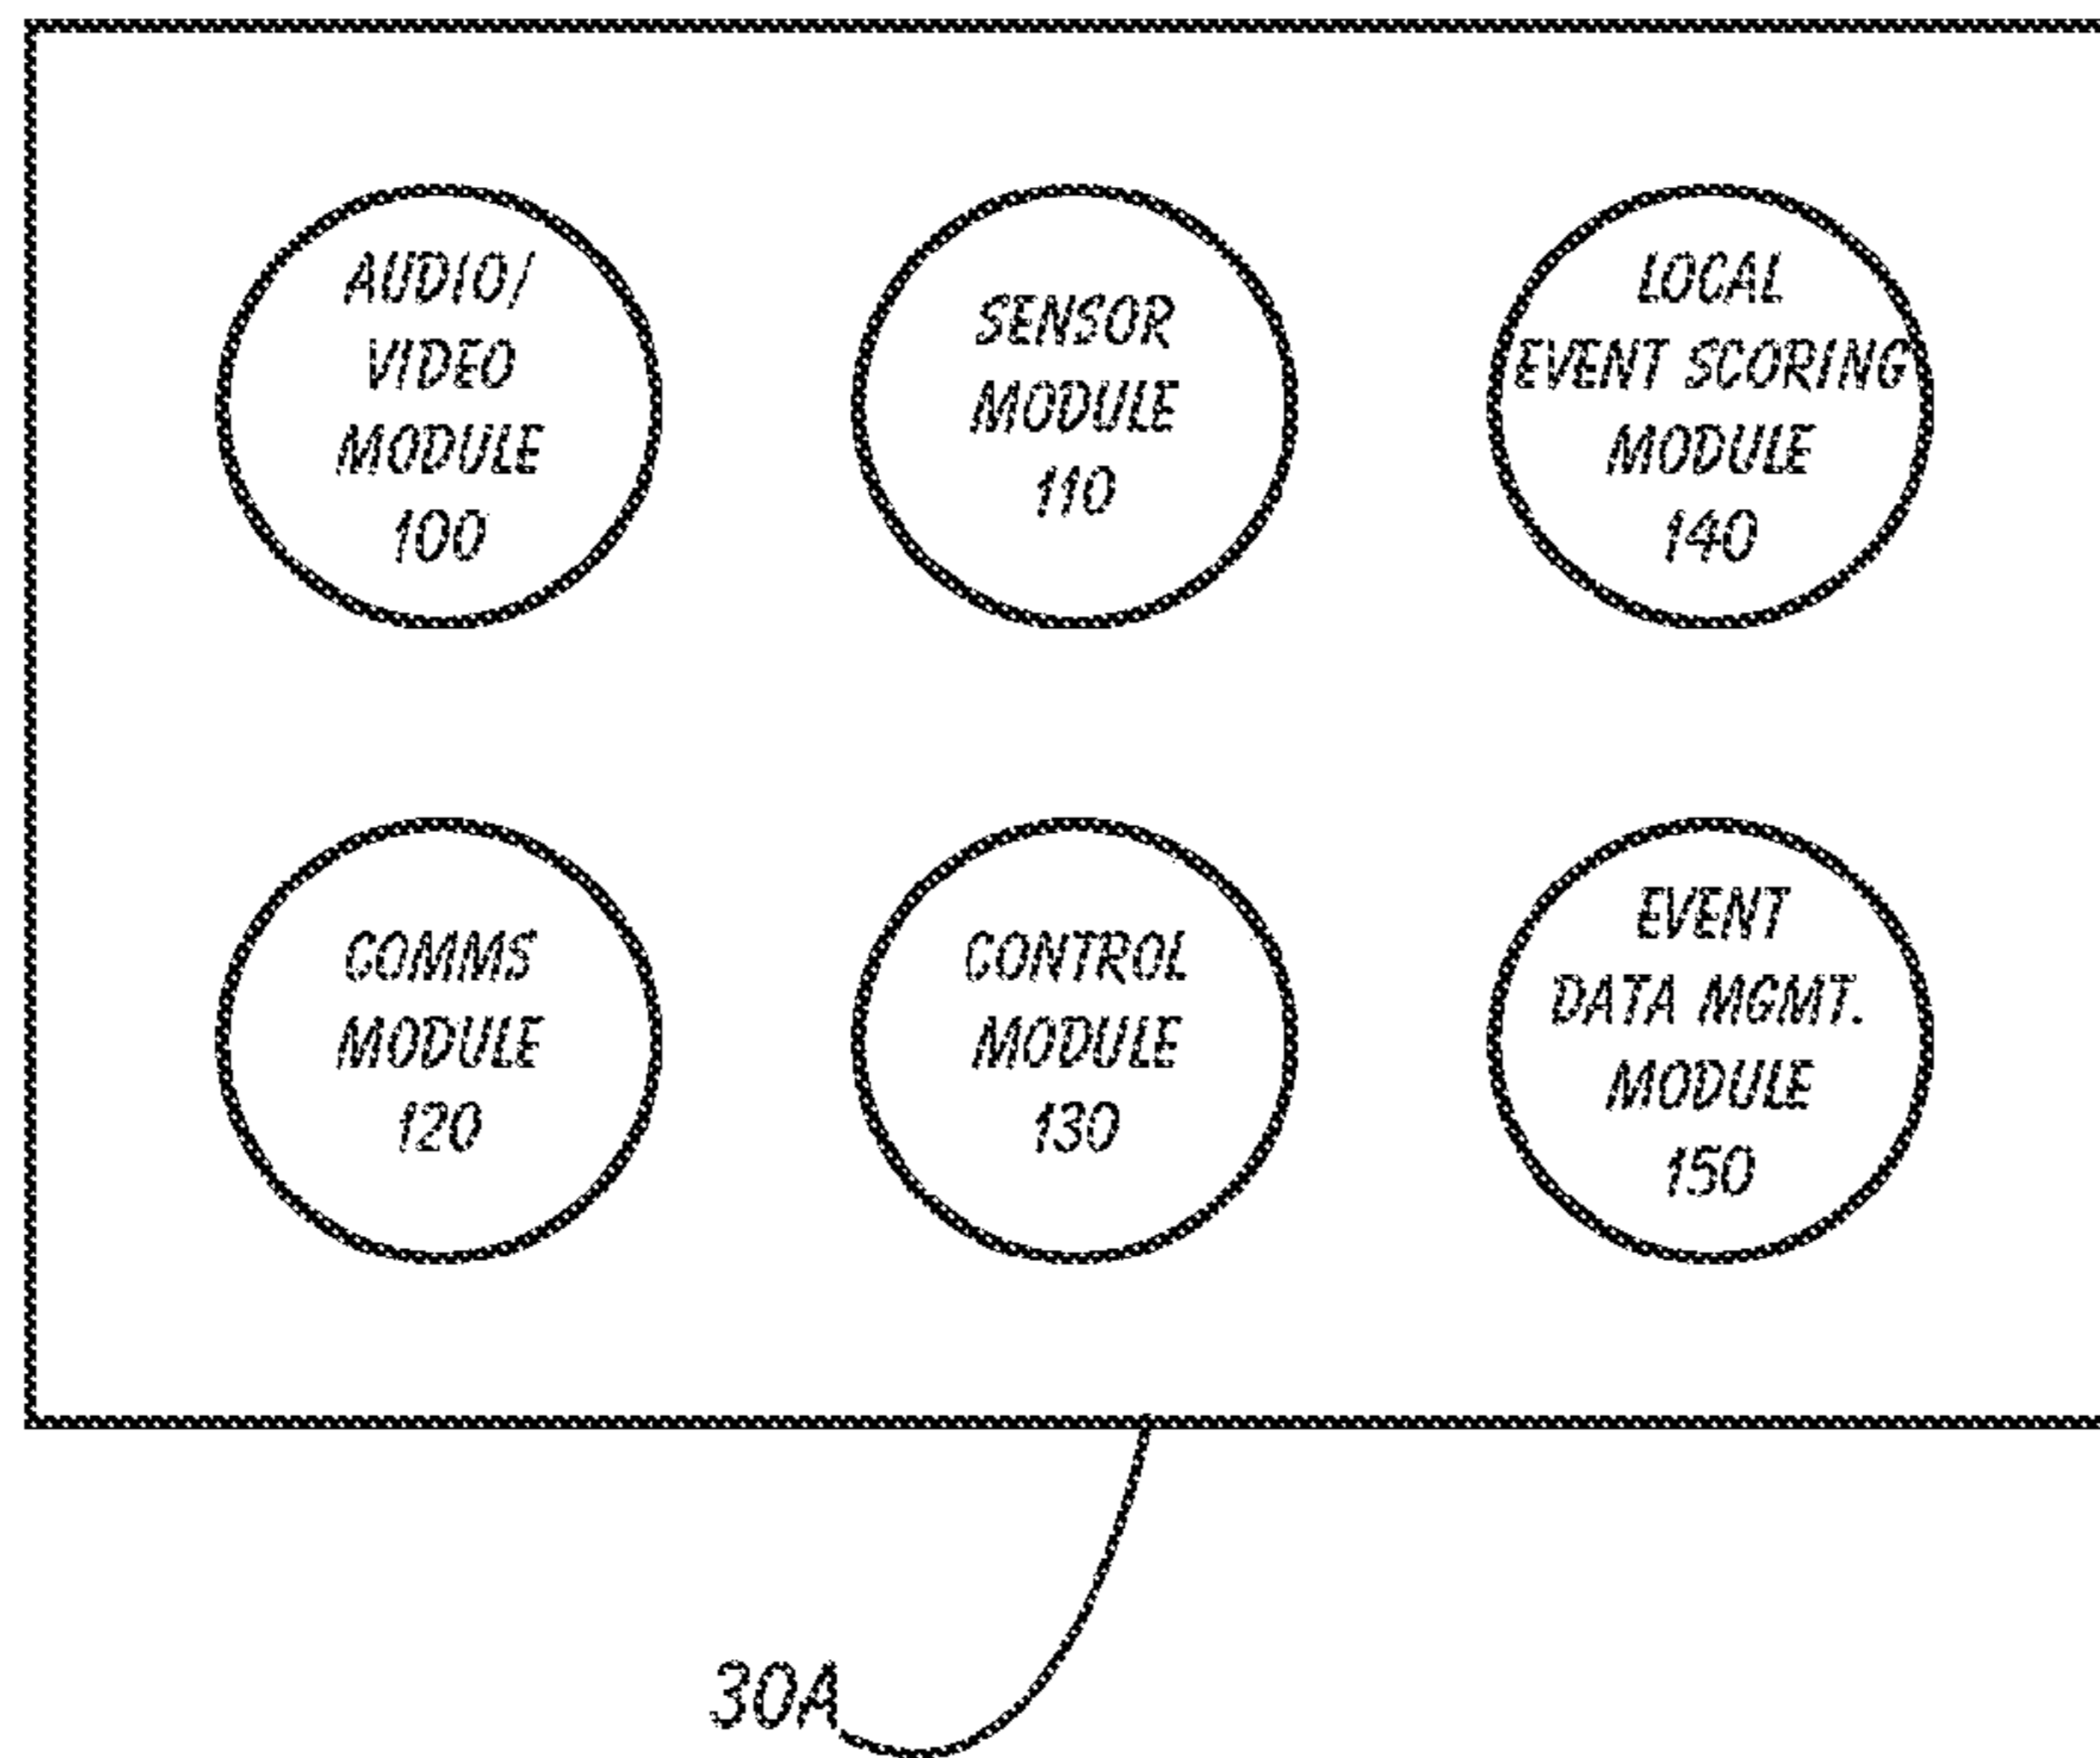 AUDIO/
VIDEO
MODULE
100
SENSOR
MODULE
110
LOCAL
EVENT SCORING
MODULE
140
COMMS
MODULE
120
CONTROL
MODULE
130
EVENT
DATA MGMT.
MODULE
150
30A